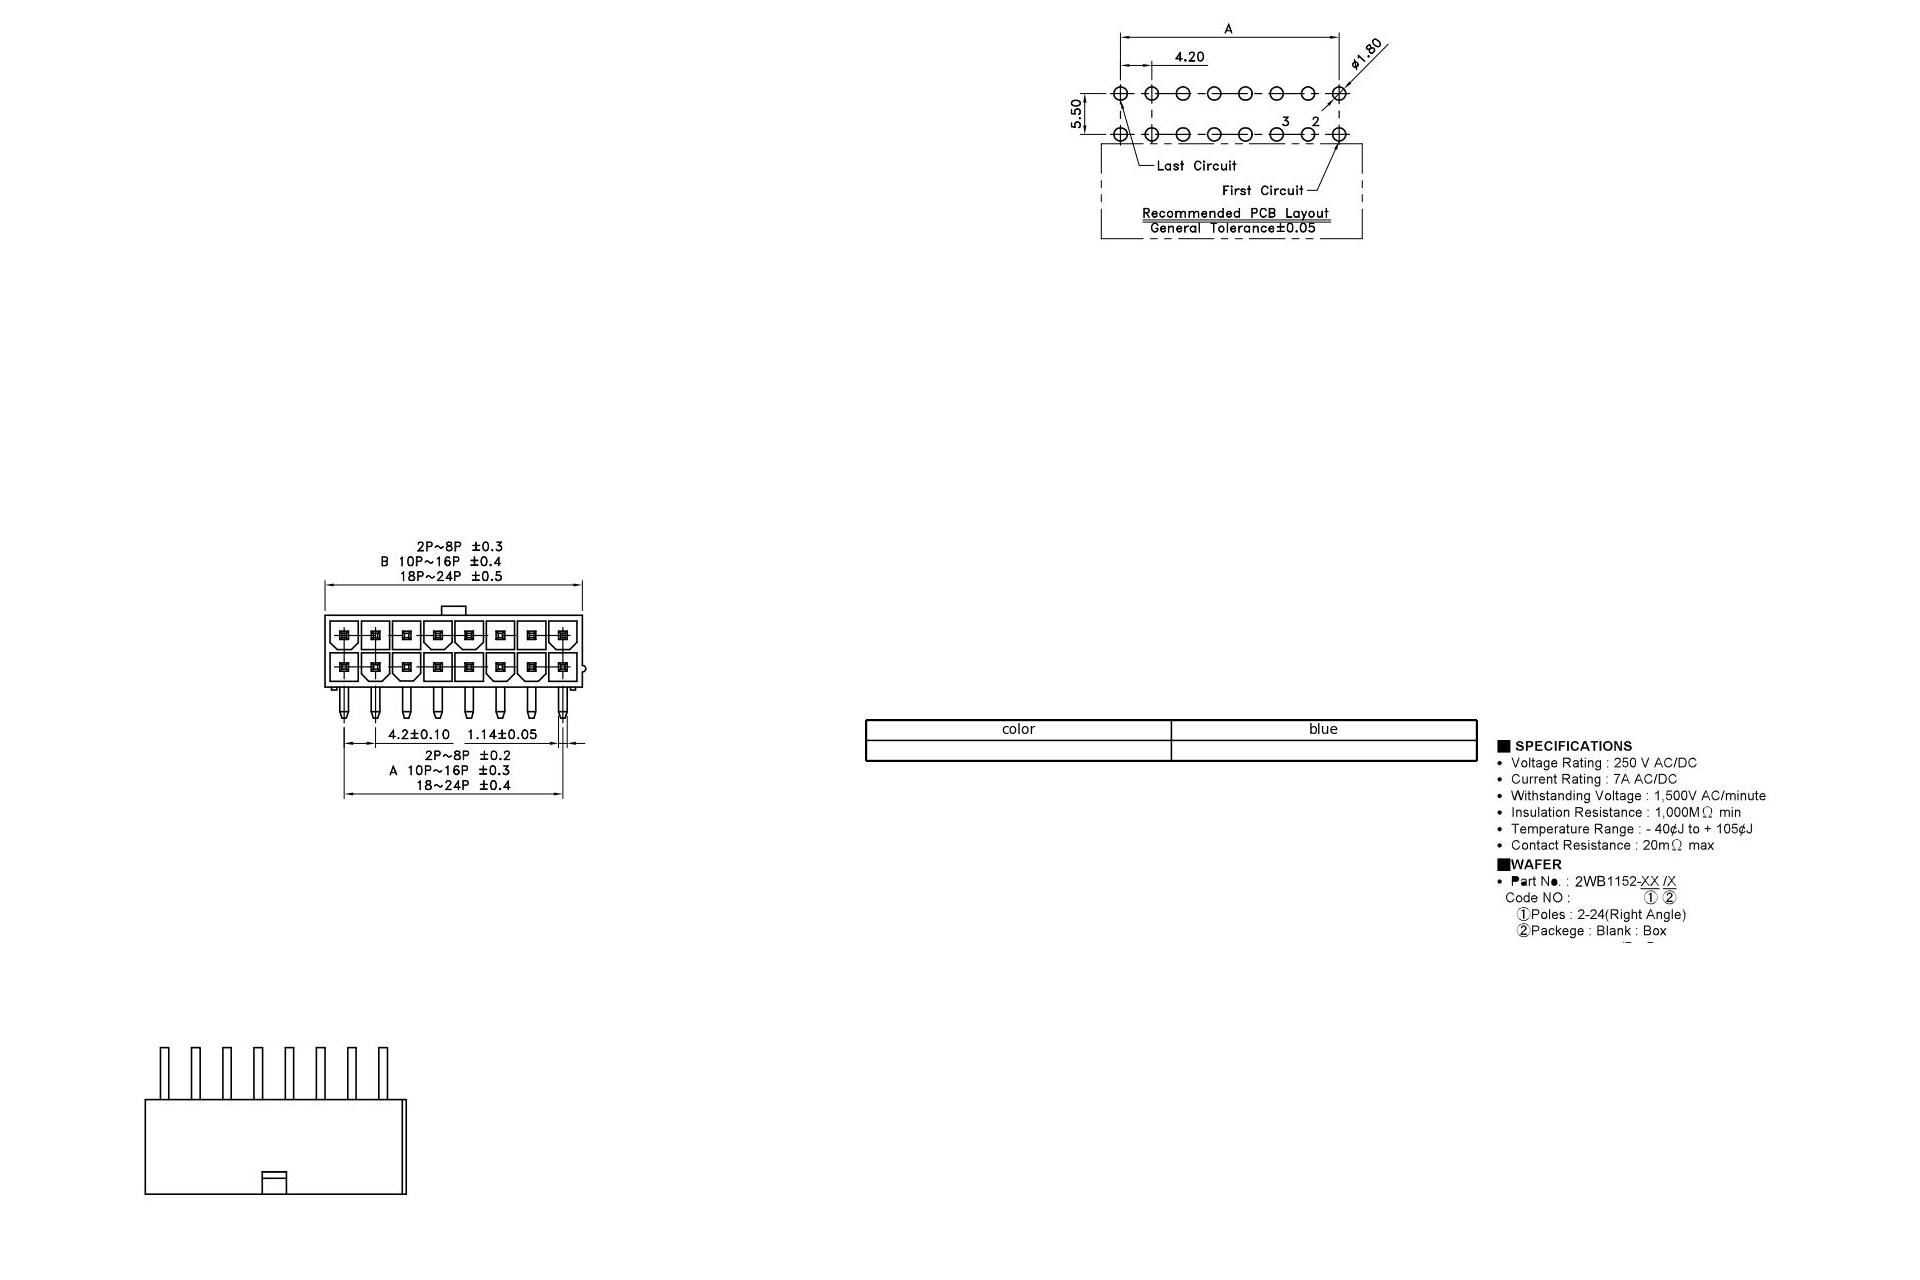 A
4.20
ø1.80
5.50
3 2
Last Circuit
First Circuit
Recommended PCB Layout
General Tolerance±0.05
2P~8P ±0.3
B 10P~16P ±0.4
18P~24P ±0.5
4.2±0.10 1.14±0.05
2P~8P ±0.2
A 10P~16P ±0.3
18~24P ±0.4
color blue
■ SPECIFICATIONS
• Voltage Rating : 250 V AC/DC
• Current Rating : 7A AC/DC
• Withstanding Voltage : 1,500V AC/minute
• Insulation Resistance : 1,000MΩ min
• Temperature Range : - 40¢J to + 105¢J
• Contact Resistance : 20mΩ max
■WAFER
• Part No. : 2WB1152-XX /X
Code NO : ① ②
①Poles : 2-24(Right Angle)
②Packege : Blank : Box